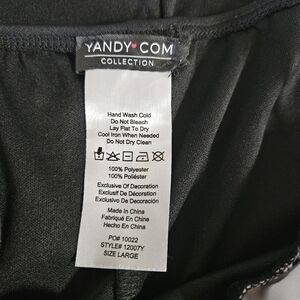 YANDY♥COM
COLLECTION
Hand Wash Cold
Do Not Bleach
Lay Flat To Dry
Cool Iron When Needed
Do Not Dry Clean
100% Polyester
100% Poliéster
Exclusive Of Decoration
Exclusif De Décoration
Exclusivo De Decoración
Made In China
Fabriqué En China
Hecho En China
PO# 10022
STYLE# 12007Y
SIZE LARGE